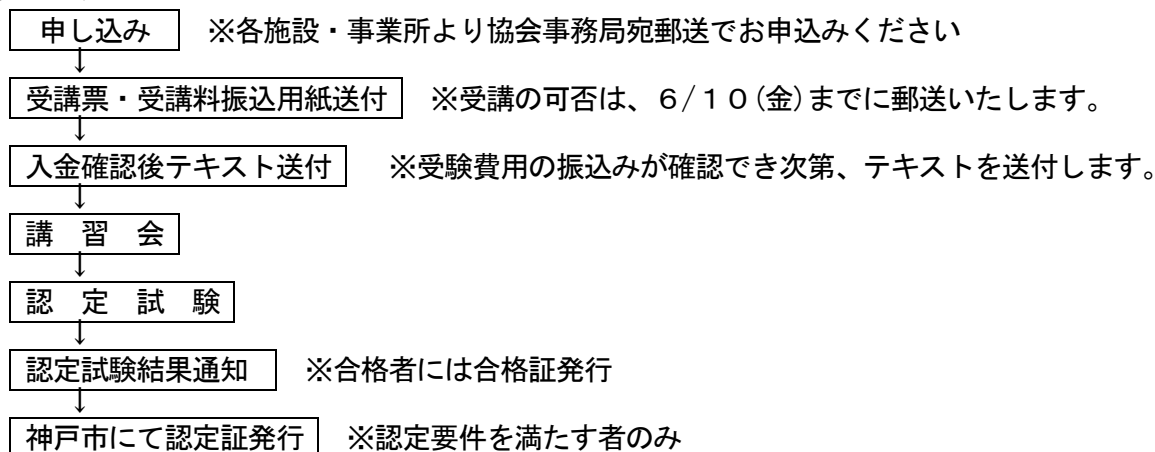 申し込み　※各施設・事業所より協会事務局宛郵送でお申込みください
↓
受講票・受講料振込用紙送付　※受講の可否は、６/１０(金)までに郵送いたします。
↓
入金確認後テキスト送付　※受験費用の振込みが確認でき次第、テキストを送付します。
↓
講　習　会
↓
認　定　試　験
↓
認定試験結果通知　※合格者には合格証発行
↓
神戸市にて認定証発行　※認定要件を満たす者のみ